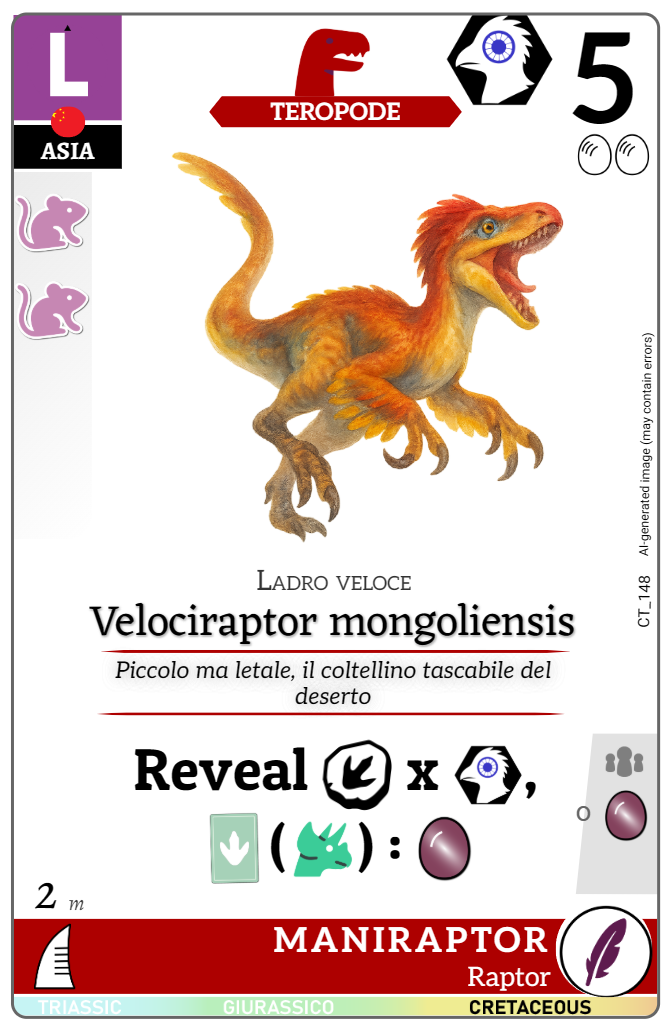 L
TEROPODE
5
ASIA
AI-generated image (may contain errors)
CT_148
Ladro veloce
Velociraptor mongoliensis
Piccolo ma letale, il coltellino tascabile del
deserto
Reveal x ,
( ) :
o
2 m
MANIRAPTOR
Raptor
TRIASSIC GIURASSICO CRETACEOUS